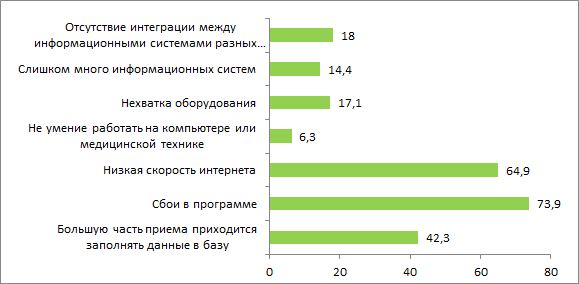 Отсутствие интеграции между
информационными системами разных...
18
Слишком много информационных систем
14,4
Нехватка оборудования
17,1
Не умение работать на компьютере или
медицинской технике
6,3
Низкая скорость интернета
64,9
Сбои в программе
73,9
Большую часть приема приходится
заполнять данные в базу
42,3
0 20 40 60 80